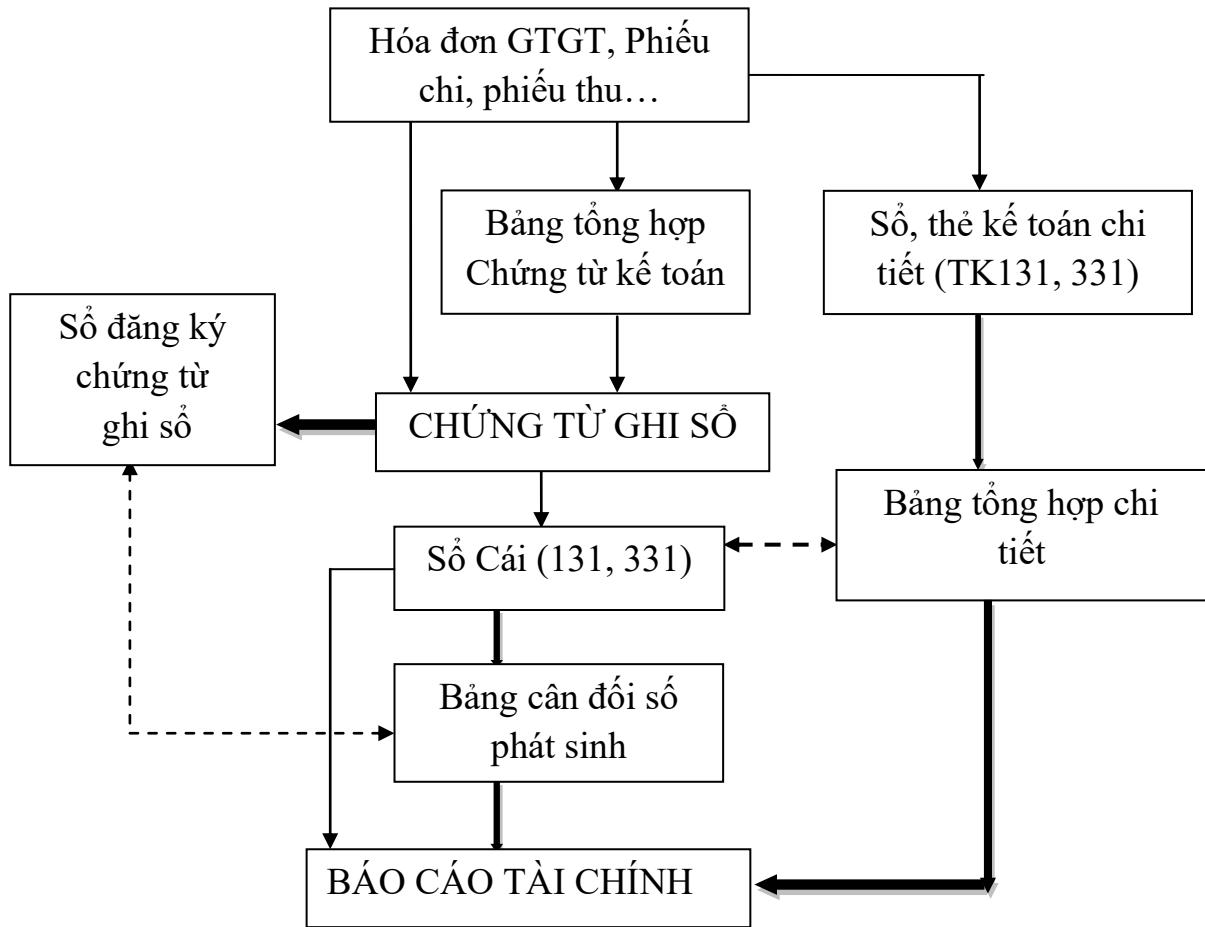 Hóa đơn GTGT, Phiếu
chi, phiếu thu…
Bảng tổng hợp
Chứng từ kế toán
Sổ, thẻ kế toán chi
tiết (TK131, 331)
Sổ đăng ký
chứng từ
ghi sổ
CHỨNG TỪ GHI SỔ
Bảng tổng hợp chi
tiết
Sổ Cái (131, 331)
Bảng cân đối số
phát sinh
BÁO CÁO TÀI CHÍNH